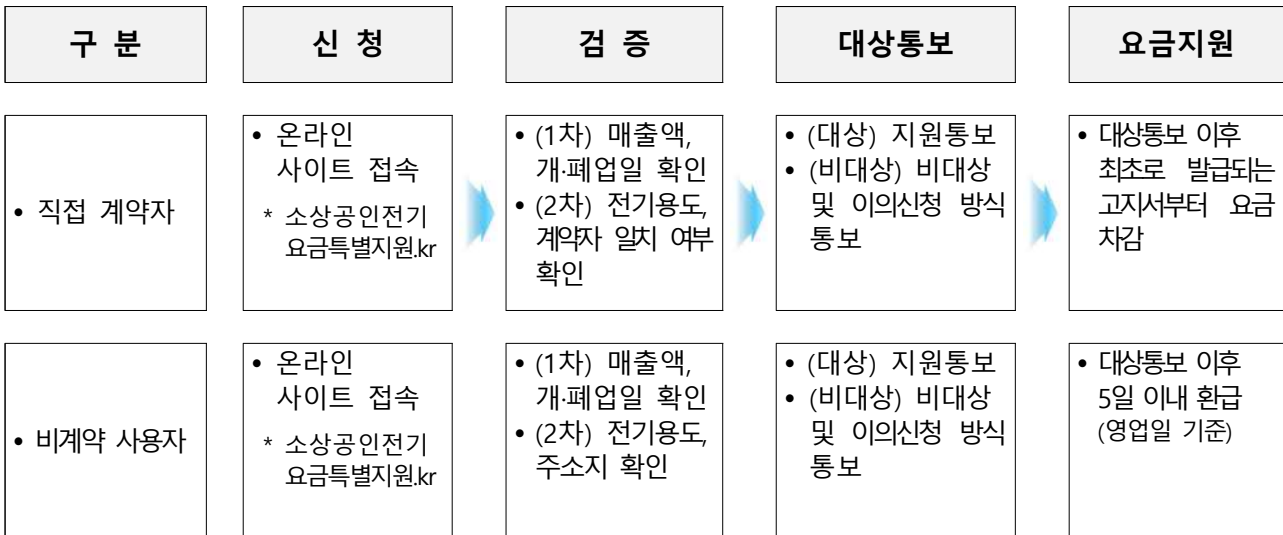 구 분
신 청
검 증
대상통보
요금지원
• 직접 계약자
• 온라인
사이트 접속
* 소상공인전기
요금특별지원.kr
• (1차) 매출액,
개·폐업일 확인
• (2차) 전기용도,
계약자 일치 여부
확인
• (대상) 지원통보
• (비대상) 비대상
및 이의신청 방식
통보
• 대상통보 이후
최초로 발급되는
고지서부터 요금
차감
• 비계약 사용자
• 온라인
사이트 접속
* 소상공인전기
요금특별지원.kr
• (1차) 매출액,
개·폐업일 확인
• (2차) 전기용도,
주소지 확인
• (대상) 지원통보
• (비대상) 비대상
및 이의신청 방식
통보
• 대상통보 이후
5일 이내 환급
(영업일 기준)